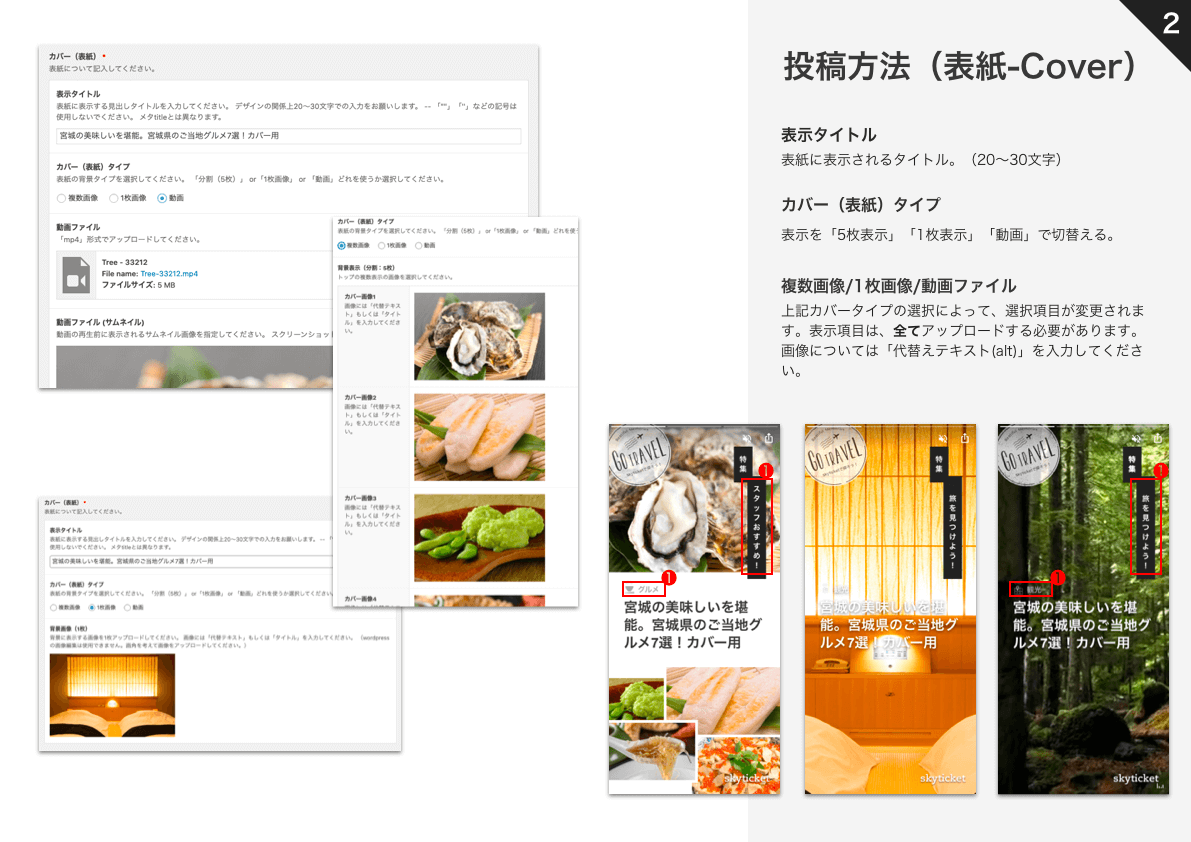 2
投稿方法（表紙-Cover）
表示タイトル
表紙に表示されるタイトル。（20〜30文字）
カバー（表紙）タイプ
表示を「5枚表示」「1枚表示」「動画」で切替える。
複数画像/1枚画像/動画ファイル
上記カバータイプの選択によって、選択項目が変更されま
す。表示項目は、全てアップロードする必要があります。
画像については「代替えテキスト(alt)」を入力してくださ
い。
カバー（表紙）
表紙について記入してください。
表示タイトル
表紙に表示する見出しタイトルを入力してください。 デザインの関係上20〜30文字での入力をお願いします。 -- 「""」「''」などの記号は
使用しないでください。 メタtitleとは異なります。
宮城の美味しいを堪能。宮城県のご当地グルメ7選！カバー用
カバー（表紙）タイプ
表紙の背景タイプを選択してください。 「分割（5枚）」 or「1枚画像」 or 「動画」どれを使うか選択してください。
複数画像 1枚画像 動画
動画ファイル
「mp4」形式でアップロードしてください。
Tree - 33212
File name: Tree-33212.mp4
ファイルサイズ: 5 MB
動画ファイル (サムネイル)
動画の再生前に表示されるサムネイル画像を指定してください。 スクリーンショッ
カバー（表紙）タイプ
表紙の背景タイプを選択してください。 「分割（5枚）」 or「1枚画像」 or 「動画」どれを使う
複数画像 1枚画像 動画
背景表示（分割：5枚）
トップの複数表示の画像を選択してください。
カバー画像1
画像には「代替テキス
ト」もしくは「タイト
ル」を入力してくださ
い。
カバー画像2
画像には「代替テキス
ト」もしくは「タイト
ル」を入力してくださ
い。
カバー画像3
画像には「代替テキス
ト」もしくは「タイト
ル」を入力してくださ
い。
カバー画像4
カバー（表紙）
表紙について記入してください。
表示タイトル
表紙に表示する見出しタイトルを入力してください。 デザインの関係上20〜30文字での入力をお願いします。 --
使用しないでください。 メタtitleとは異なります。
宮城の美味しいを堪能。宮城県のご当地グルメ7選！カバー用
カバー（表紙）タイプ
表紙の背景タイプを選択してください。 「分割（5枚）」 or「1枚画像」 or 「動画」どれを使うか選択してくださ
複数画像 1枚画像 動画
背景画像（1枚）
背景に表示する画像を1枚アップロードしてください。 画像には「代替テキスト」もしくは「タイトル」を入力してください。 （wordpress
の画像編集は使用できません。画角を考えて画像をアップロードしてください。）
GO TRAVEL
特集
1
スタッフおすすめ！
1
グルメ
宮城の美味しいを堪
能。宮城県のご当地グ
ルメ7選！カバー用
skyticket
GO TRAVEL
特集
旅を見つけよう！
観光
宮城の美味しいを堪
能。宮城県のご当地グ
ルメ7選！カバー用
skyticket
GO TRAVEL
特集
1
旅を見つけよう！
1
観光
宮城の美味しいを堪
能。宮城県のご当地グ
ルメ7選！カバー用
skyticket